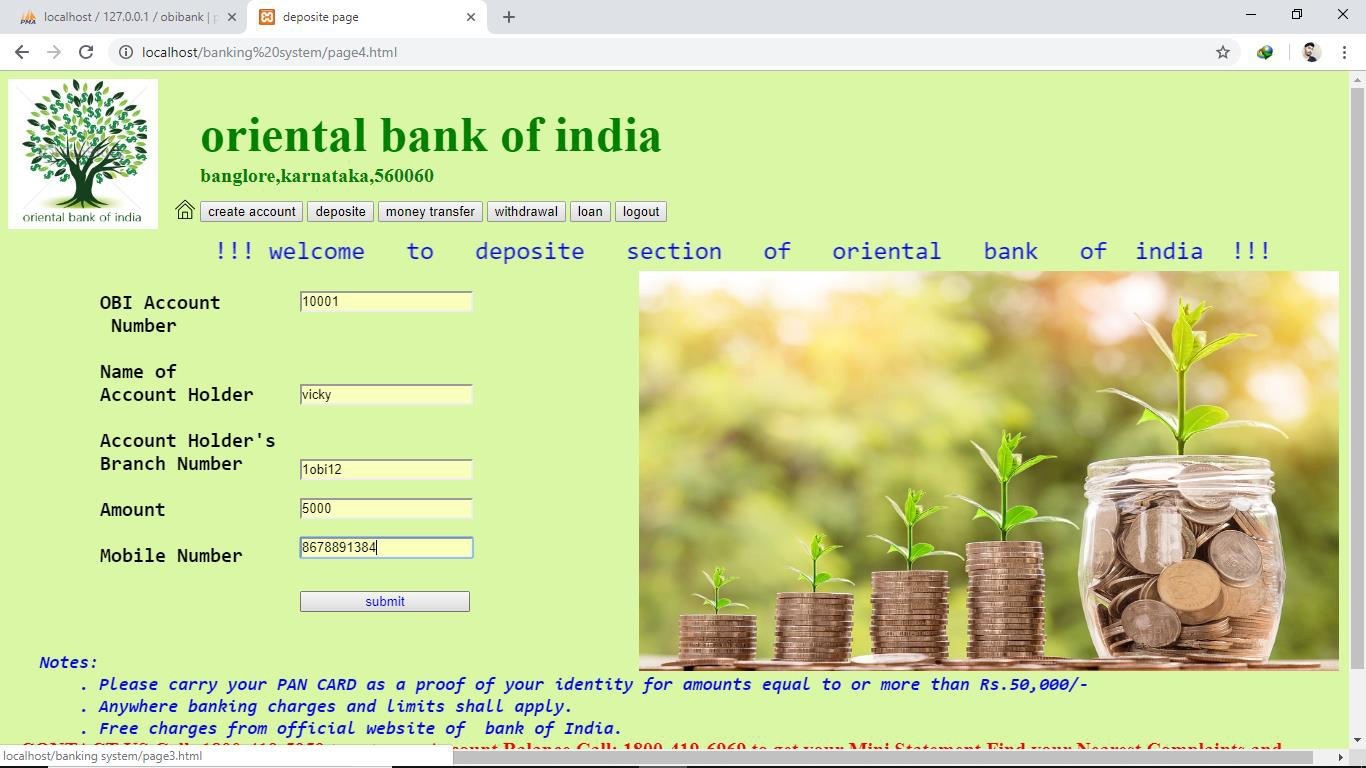 localhost / 127.0.0.1 / obibank | p
deposite page
localhost/banking%20system/page4.html
oriental bank of india
oriental bank of india
banglore,karnataka,560060
create account deposite money transfer withdrawal loan logout
!!! welcome to deposite section of oriental bank of india !!!
OBI Account 10001
Number
Name of
Account Holder vicky
Account Holder's
Branch Number 1obi12
Amount 5000
Mobile Number 8678891384
submit
Notes:
. Please carry your PAN CARD as a proof of your identity for amounts equal to or more than Rs.50,000/-
. Anywhere banking charges and limits shall apply.
. Free charges from official website of bank of India.
Account Balance Call: 1800-419-6969 to get your Mini Statement Find your Nearest Complaints and
localhost/banking system/page3.html